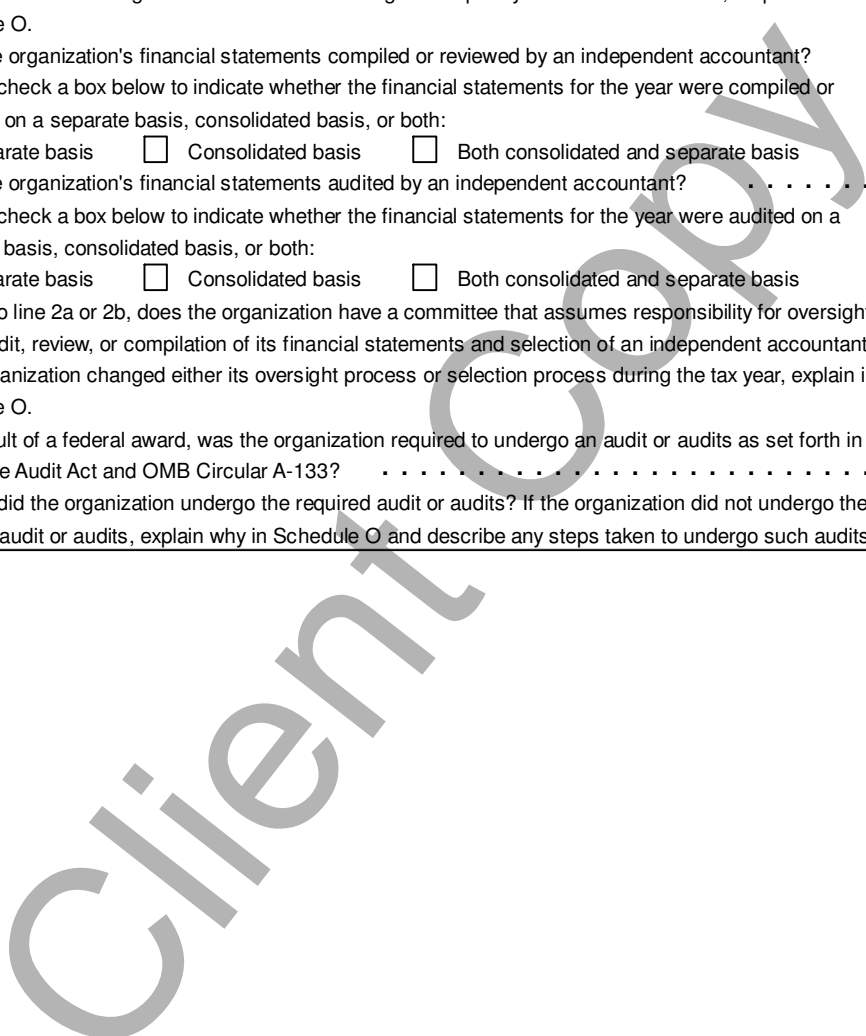 e O.
e organization's financial statements compiled or reviewed by an independent accountant?
check a box below to indicate whether the financial statements for the year were compiled or
on a separate basis, consolidated basis, or both:
arate basis Consolidated basis Both consolidated and separate basis
e organization's financial statements audited by an independent accountant? . . . . . . .
check a box below to indicate whether the financial statements for the year were audited on a
basis, consolidated basis, or both:
arate basis Consolidated basis Both consolidated and separate basis
o line 2a or 2b, does the organization have a committee that assumes responsibility for oversight
dit, review, or compilation of its financial statements and selection of an independent accountant
ganization changed either its oversight process or selection process during the tax year, explain i
e O.
ult of a federal award, was the organization required to undergo an audit or audits as set forth in
e Audit Act and OMB Circular A-133? . . . . . . . . . . . . . . . . . . . . . . . . . .
did the organization undergo the required audit or audits? If the organization did not undergo the
audit or audits, explain why in Schedule O and describe any steps taken to undergo such audits
Client Copy